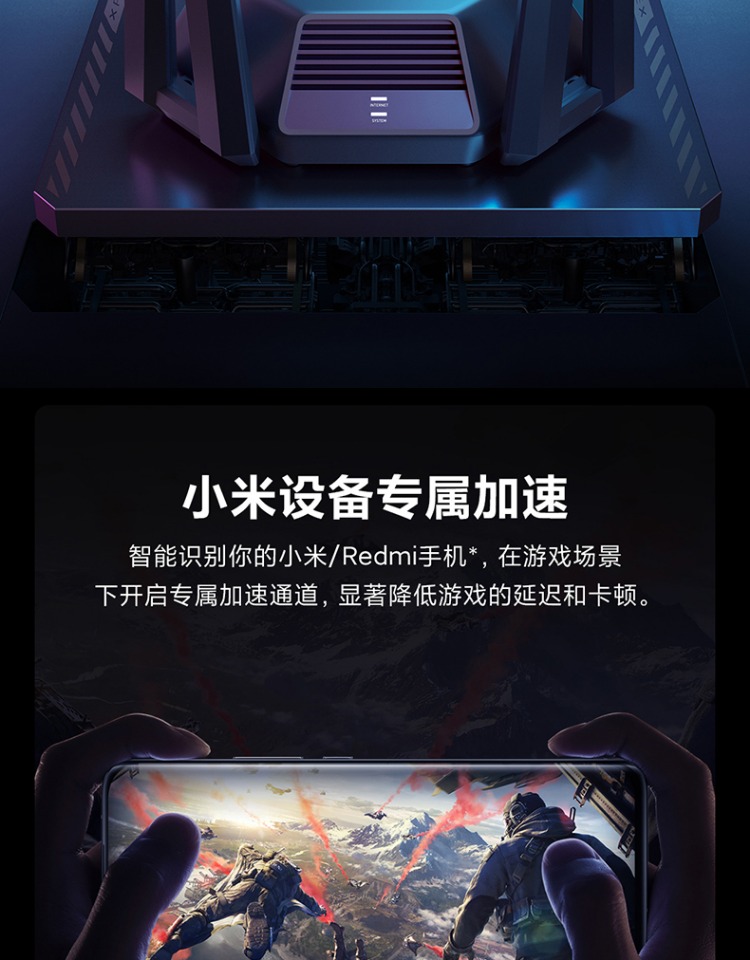 INTERNET
SYSTEM
小米设备专属加速
智能识别你的小米/Redmi手机*, 在游戏场景
下开启专属加速通道, 显著降低游戏的延迟和卡顿。